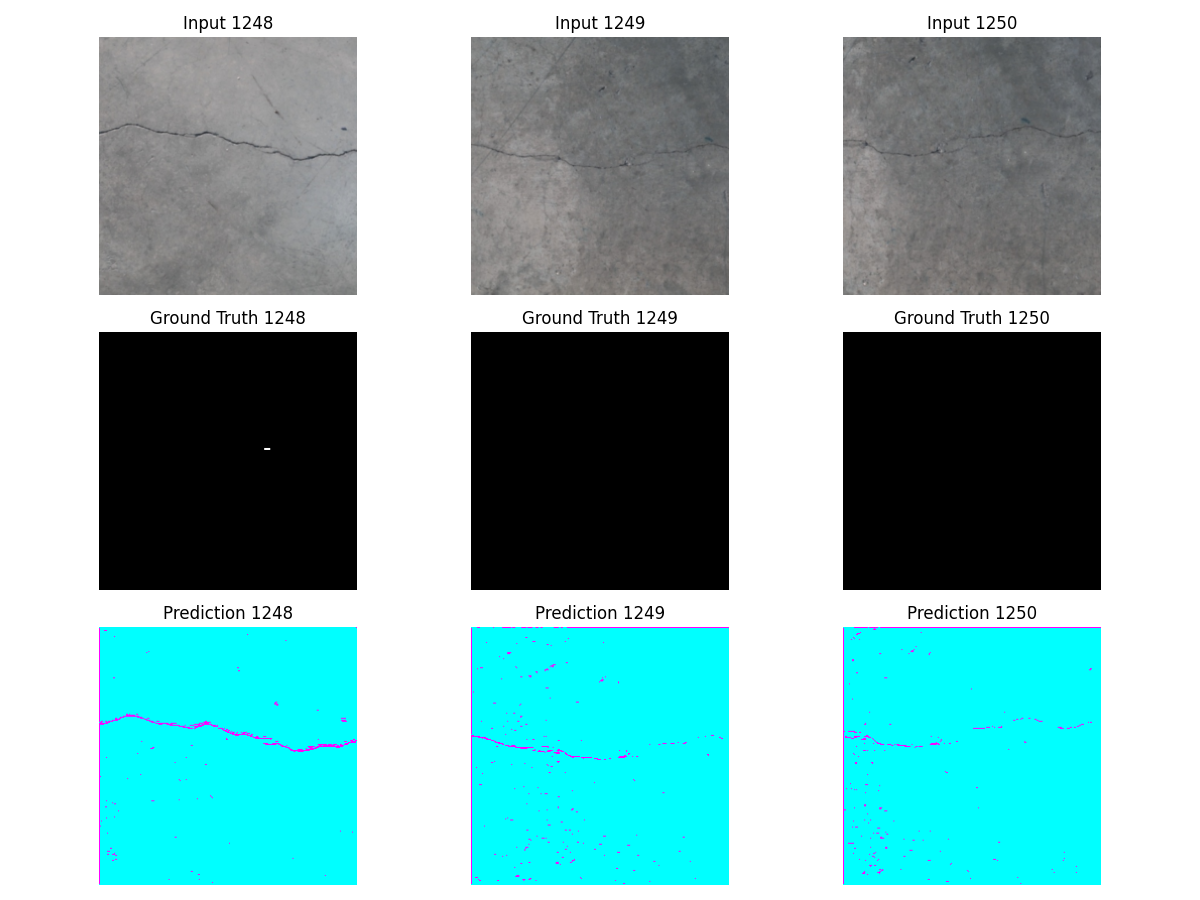 Input 1248
Input 1249
Input 1250
Ground Truth 1248
Ground Truth 1249
Ground Truth 1250
Prediction 1248
Prediction 1249
Prediction 1250